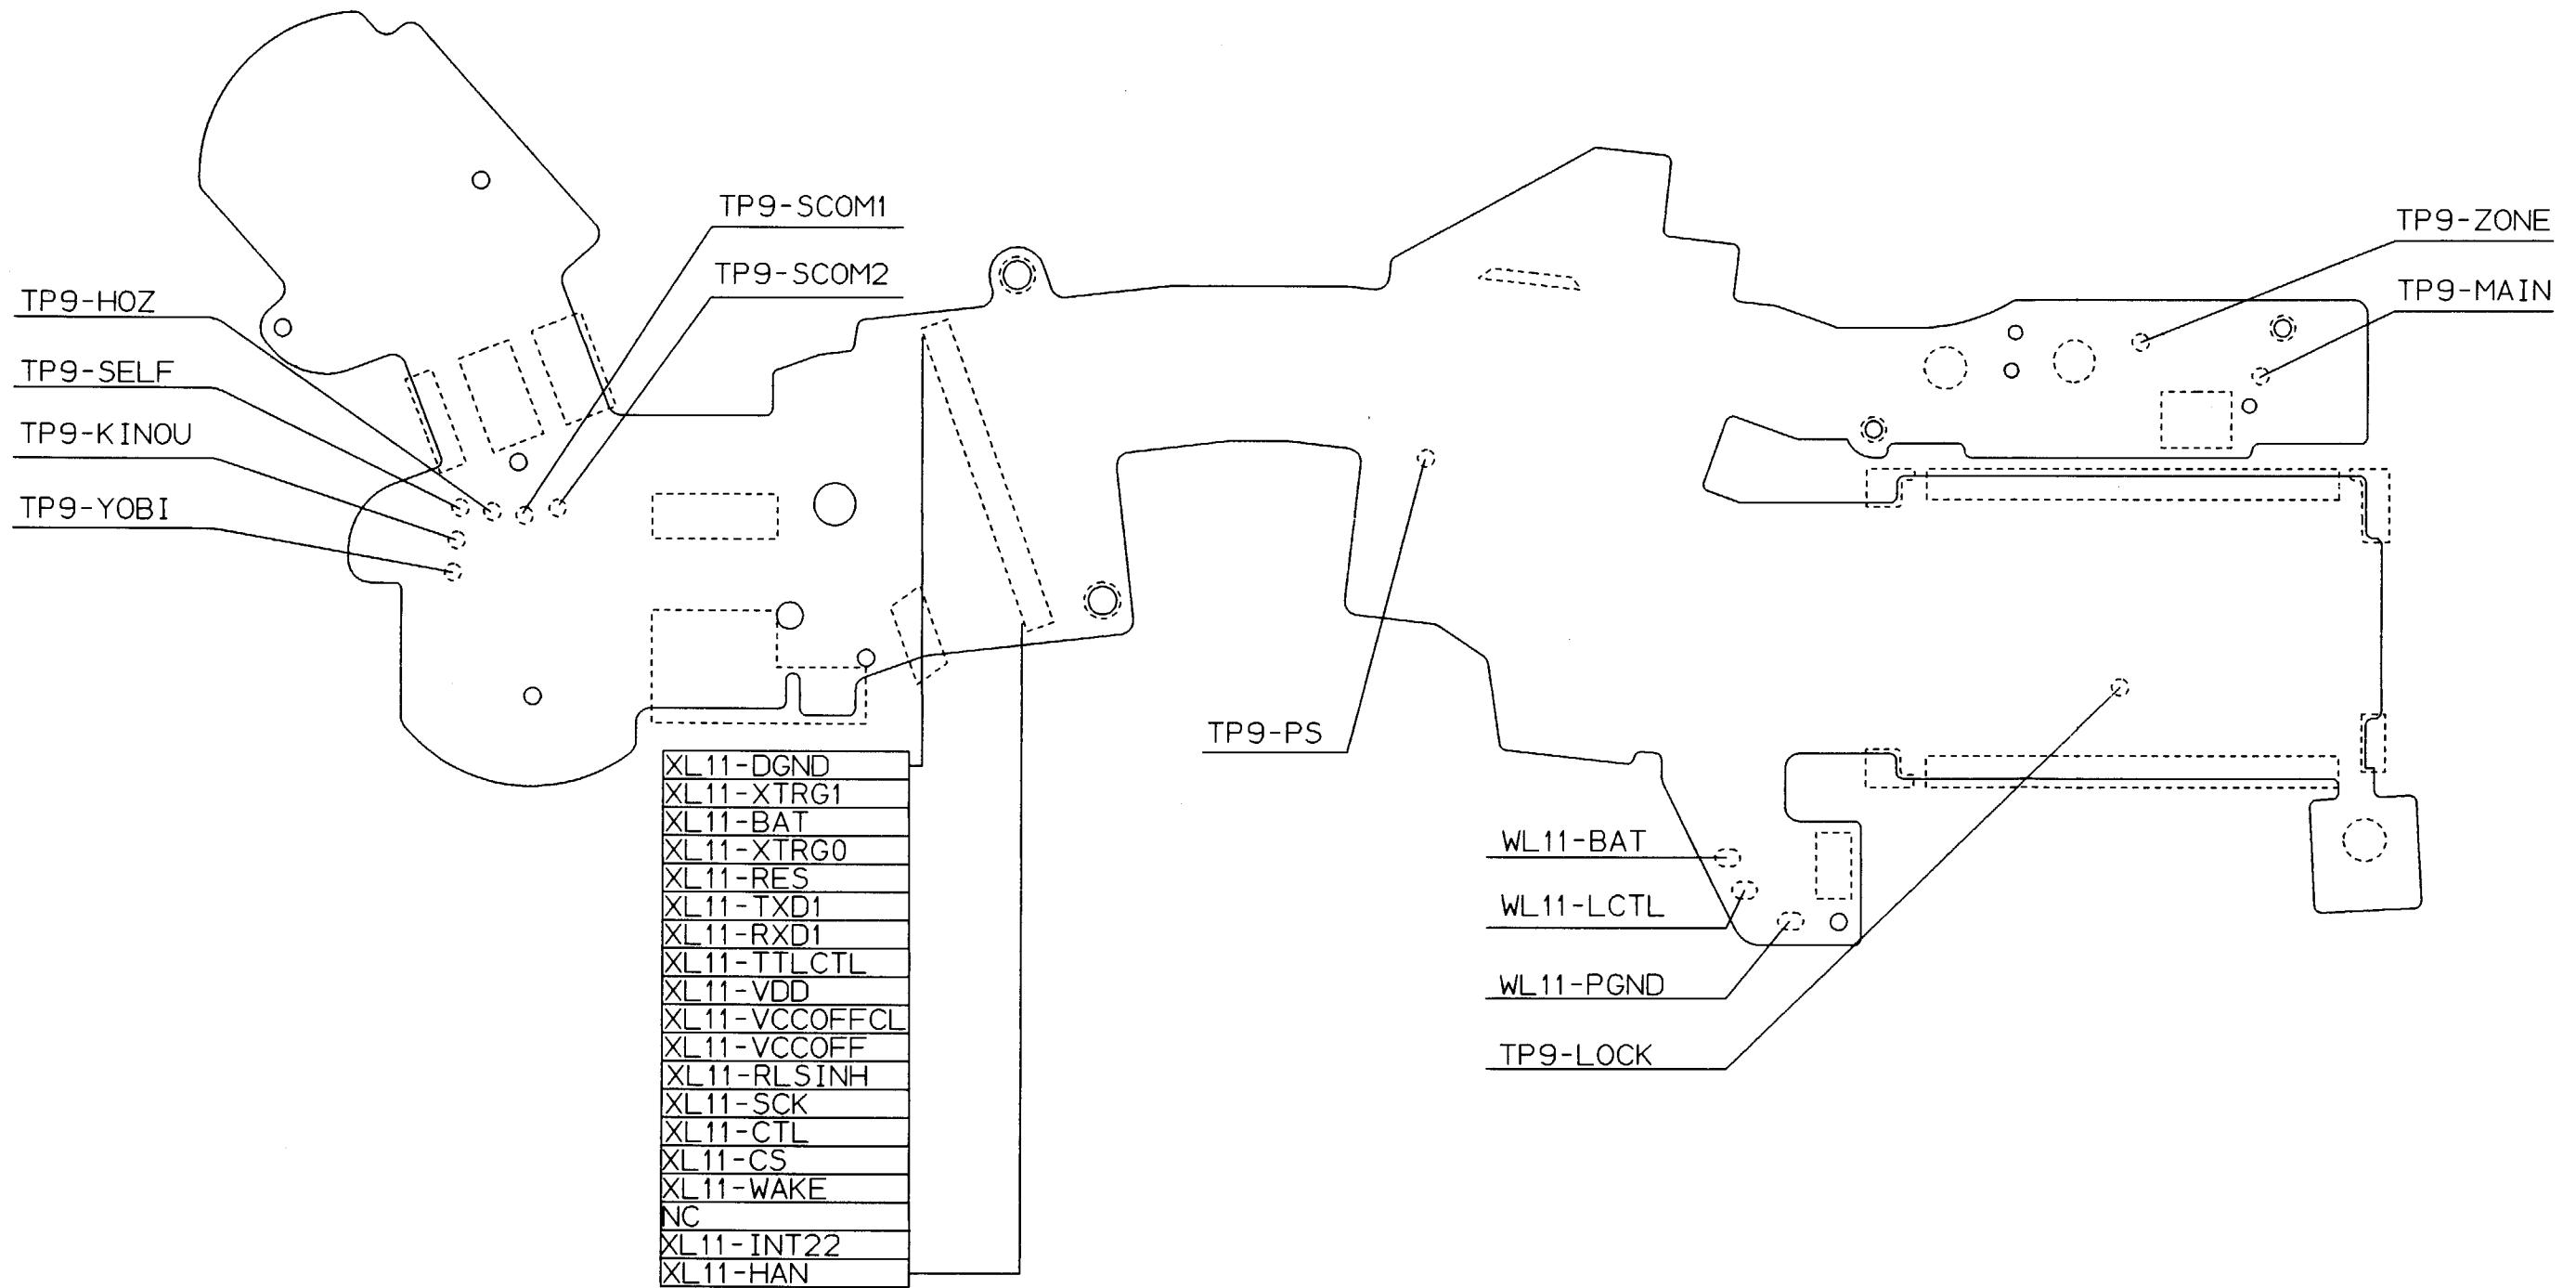 TP9-SCOM1
TP9-SCOM2
TP9-HOZ
TP9-SELF
TP9-KINOU
TP9-YOBI
TP9-ZONE
TP9-MAIN
TP9-PS
XL11-DGND
XL11-XTRG1
XL11-BAT
XL11-XTRG0
XL11-RES
XL11-TXD1
XL11-RXD1
XL11-TTLCTL
XL11-VDD
XL11-VCCOFFCL
XL11-VCCOFF
XL11-RLSINH
XL11-SCK
XL11-CTL
XL11-CS
XL11-WAKE
NC
XL11-INT22
XL11-HAN
WL11-BAT
WL11-LCTL
WL11-PGND
TP9-LOCK